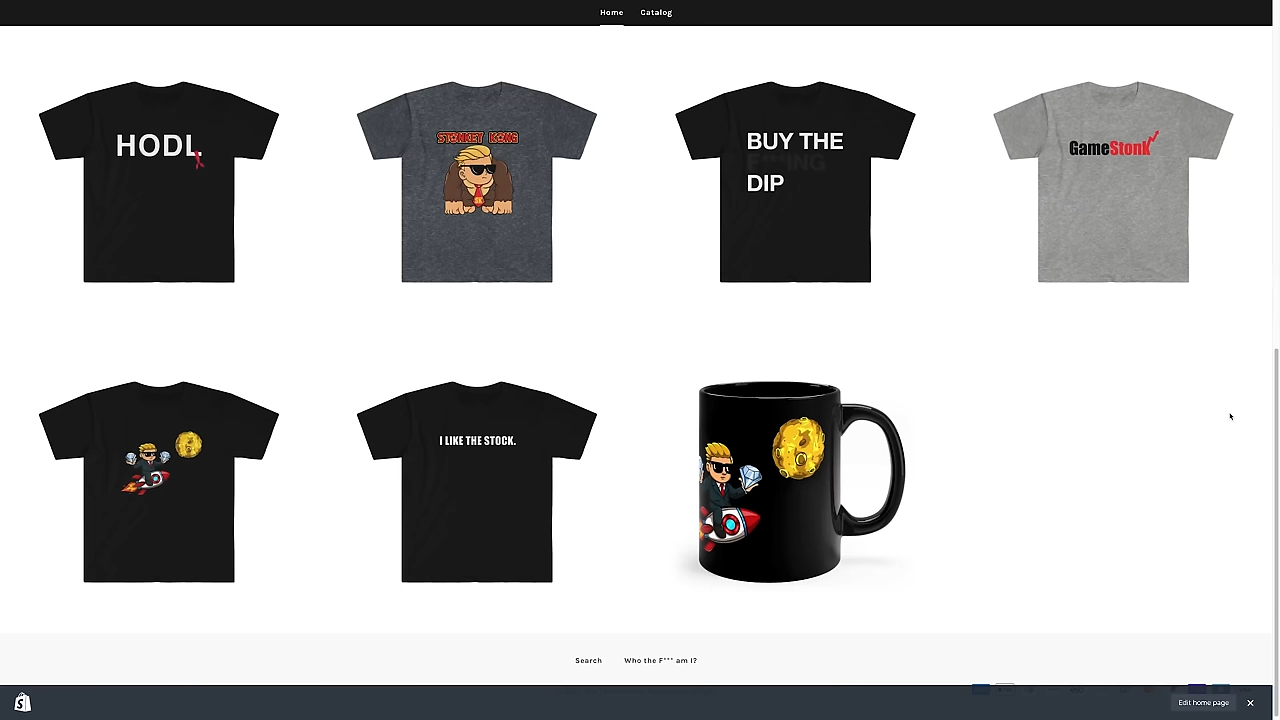 Home Catalog
HODL
STONKEY KONG
BUY THE
F***ING
DIP
GameStonk
I LIKE THE STOCK.
Search Who the F*** am I?
Edit home page